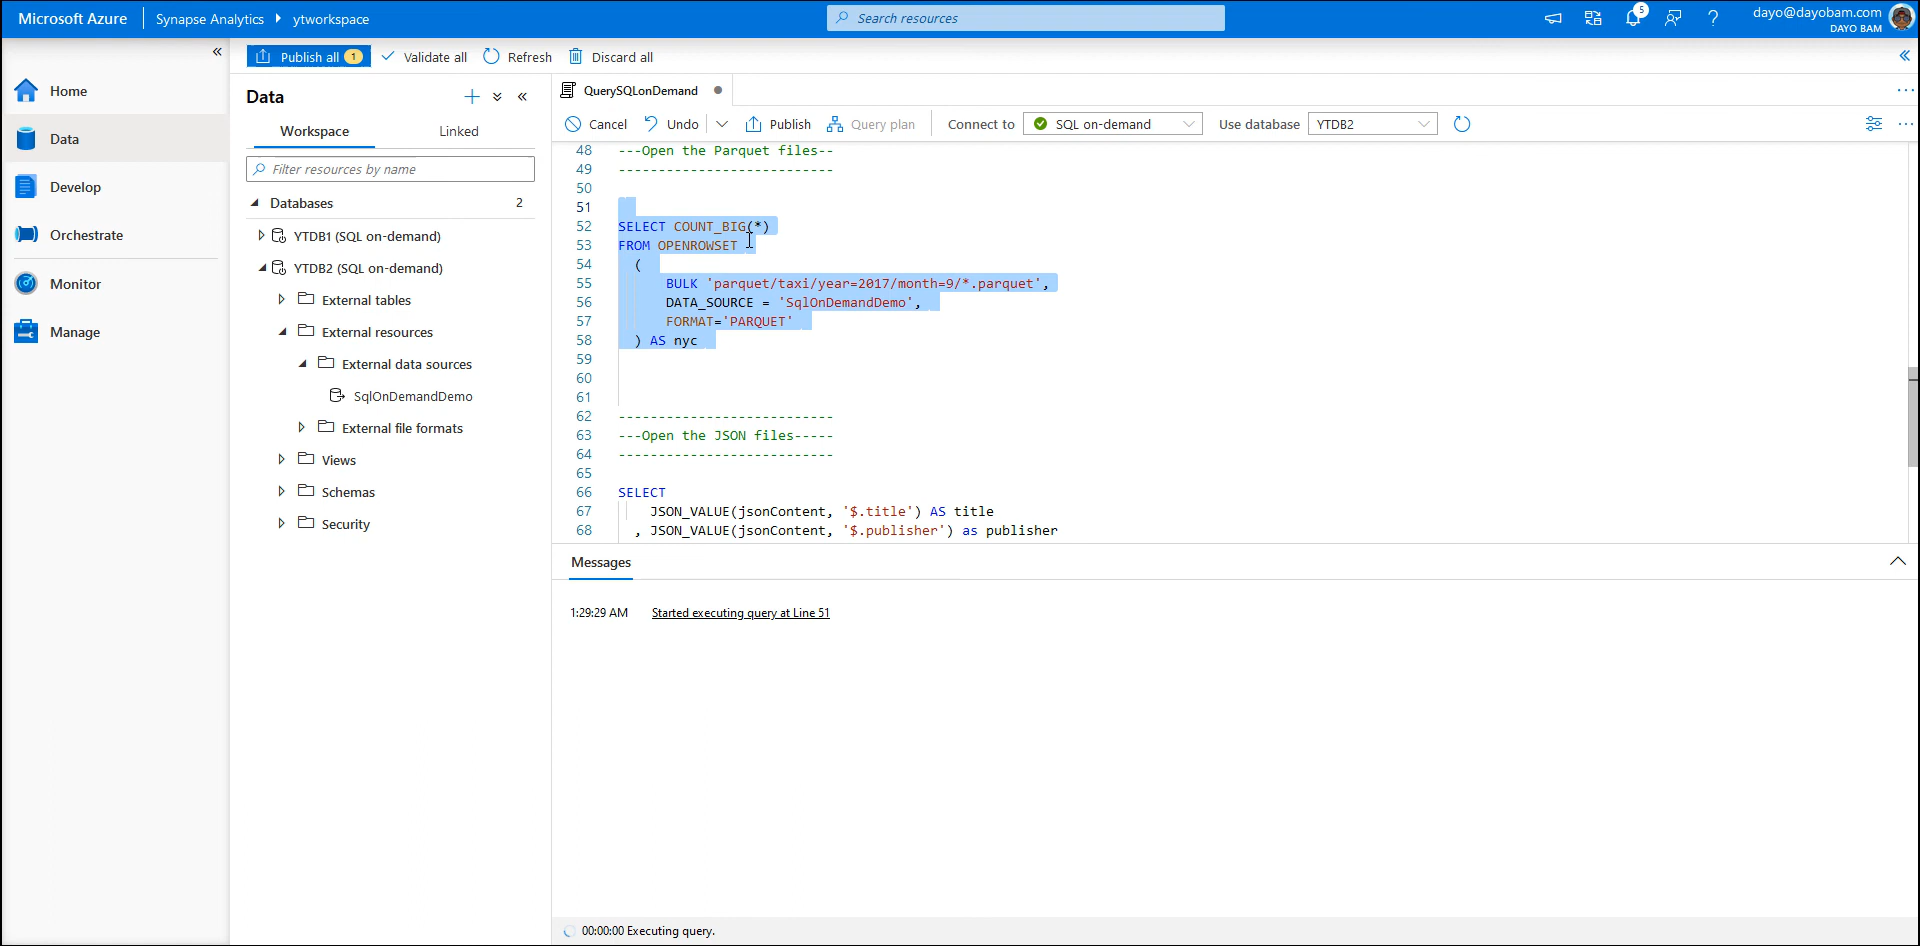 Microsoft Azure
Synapse Analytics
ytworkspace
Search resources
5
dayo@dayobam.com
DAYO BAM
Home
Data
Develop
Orchestrate
Monitor
Manage
Publish all 1
Validate all
Refresh
Discard all
Data
Workspace
Linked
Filter resources by name
Databases 2
YTDB1 (SQL on-demand)
YTDB2 (SQL on-demand)
External tables
External resources
External data sources
SqlOnDemandDemo
External file formats
Views
Schemas
Security
QuerySQLonDemand
Cancel
Undo
Publish
Query plan
Connect to
SQL on-demand
Use database
YTDB2
48 ---Open the Parquet files--
49 ---------------------------
50
51
52 SELECT COUNT_BIG(*)
53 FROM OPENROWSET
54 (
55 BULK 'parquet/taxi/year=2017/month=9/*.parquet',
56 DATA_SOURCE = 'SqlOnDemandDemo',
57 FORMAT='PARQUET'
58 ) AS nyc
59
60
61
62 ---------------------------
63 ---Open the JSON files-----
64 ---------------------------
65
66 SELECT
67 JSON_VALUE(jsonContent, '$.title') AS title
68 , JSON_VALUE(jsonContent, '$.publisher') as publisher
Messages
1:29:29 AM Started executing query at Line 51
00:00:00 Executing query.